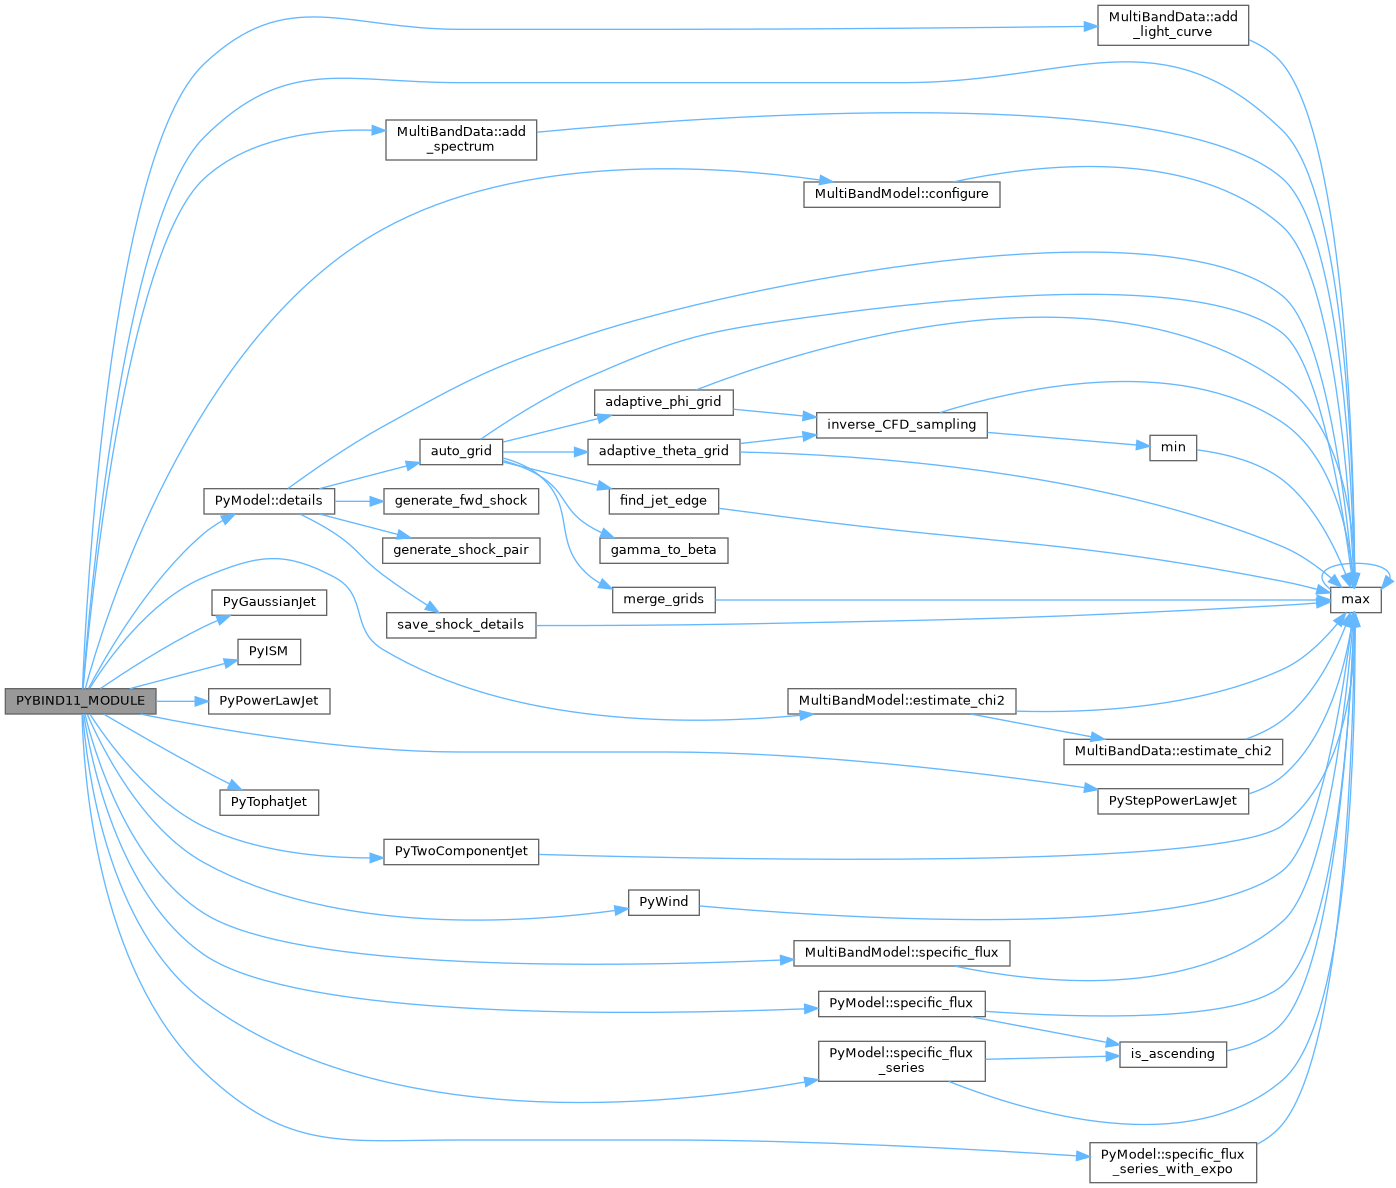 MultiBandData::add
_light_curve
MultiBandData::add
_spectrum
MultiBandModel::configure
adaptive_phi_grid
inverse_CFD_sampling
min
auto_grid
adaptive_theta_grid
PyModel::details
generate_fwd_shock
find_jet_edge
generate_shock_pair
gamma_to_beta
PyGaussianJet
merge_grids
max
save_shock_details
PyISM
PYBIND11_MODULE
PyPowerLawJet
MultiBandModel::estimate_chi2
MultiBandData::estimate_chi2
PyTophatJet
PyStepPowerLawJet
PyTwoComponentJet
PyWind
MultiBandModel::specific_flux
PyModel::specific_flux
PyModel::specific_flux
_series
is_ascending
PyModel::specific_flux
_series_with_expo